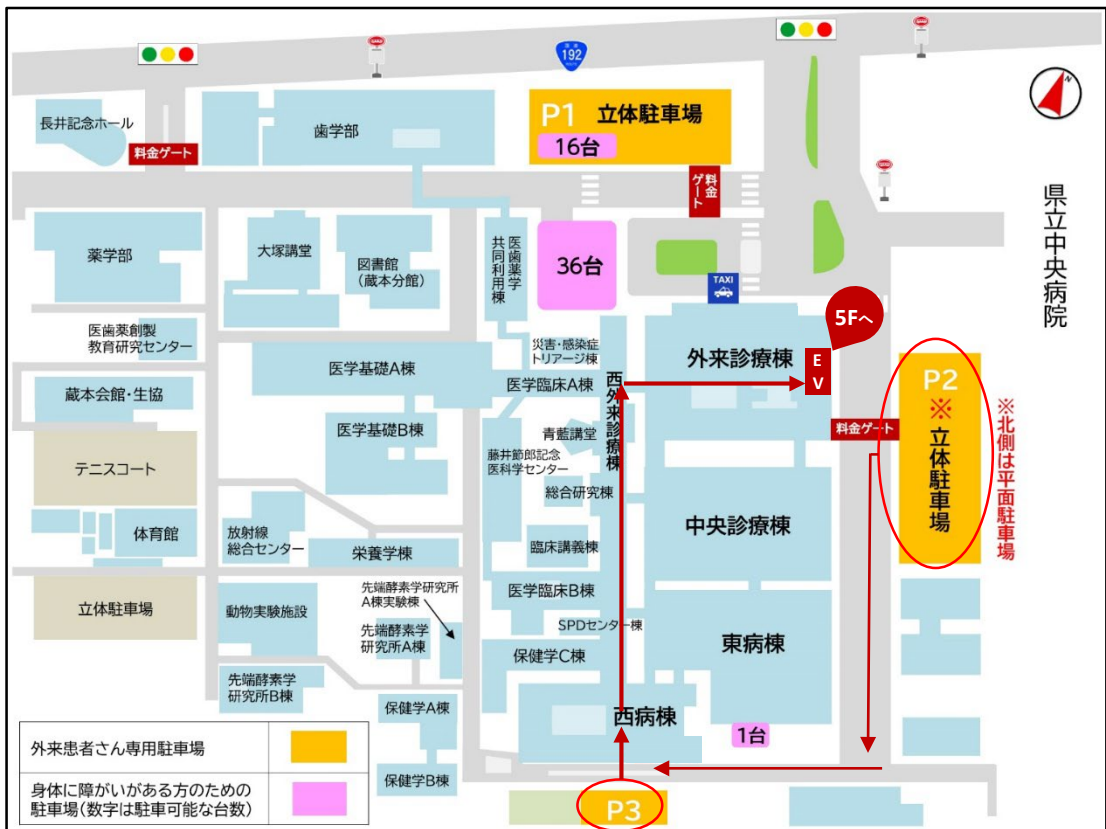 192
長井記念ホール
料金ゲート
歯学部
P1 立体駐車場
16台
料金
ゲート
県立中央病院
薬学部
大塚講堂
図書館
(蔵本分館)
医歯薬学
共同利用棟
36台
TAXI
5Fへ
E
V
医歯薬創製
教育研究センター
災害・感染症
トリアージ棟
外来診療棟
医学基礎A棟
医学臨床A棟
西外来診療棟
P2
※
立体駐車場
※北側は平面駐車場
料金ゲート
蔵本会館・生協
医学基礎B棟
青藍講堂
藤井節郎記念
医科学センター
テニスコート
総合研究棟
中央診療棟
体育館
放射線
総合センター
栄養学棟
臨床講義棟
立体駐車場
動物実験施設
先端酵素学研究所
A棟実験棟
医学臨床B棟
先端酵素学
研究所A棟
SPDセンター棟
東病棟
保健学C棟
先端酵素学
研究所B棟
保健学A棟
西病棟
1台
外来患者さん専用駐車場
身体に障がいがある方のための
駐車場(数字は駐車可能な台数)
保健学B棟
P3